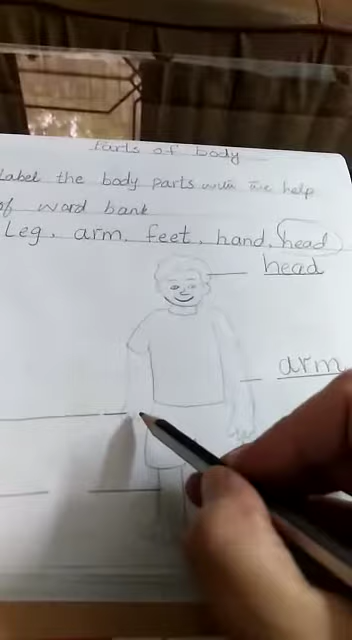 Parts of body
Label the body parts with the help
of word bank
Leg, arm, feet, hand, head
head
arm